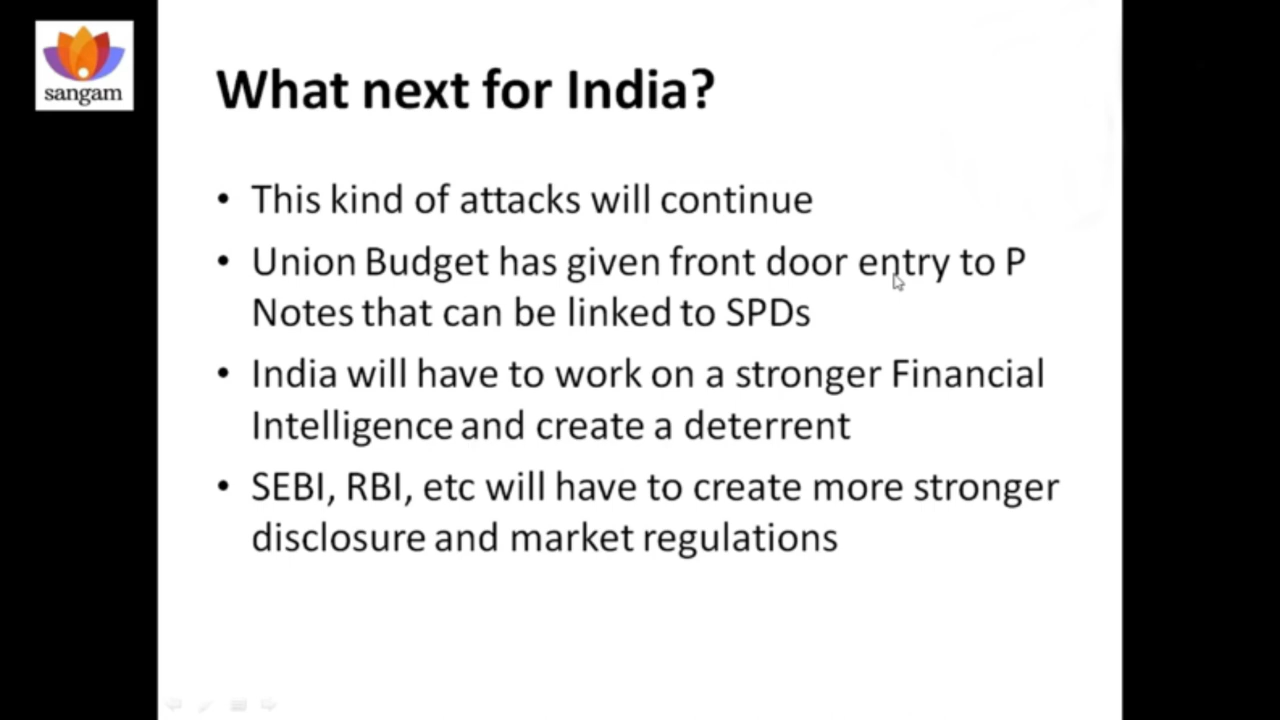 sangam
What next for India?
• This kind of attacks will continue
• Union Budget has given front door entry to P
Notes that can be linked to SPDs
• India will have to work on a stronger Financial
Intelligence and create a deterrent
• SEBI, RBI, etc will have to create more stronger
disclosure and market regulations